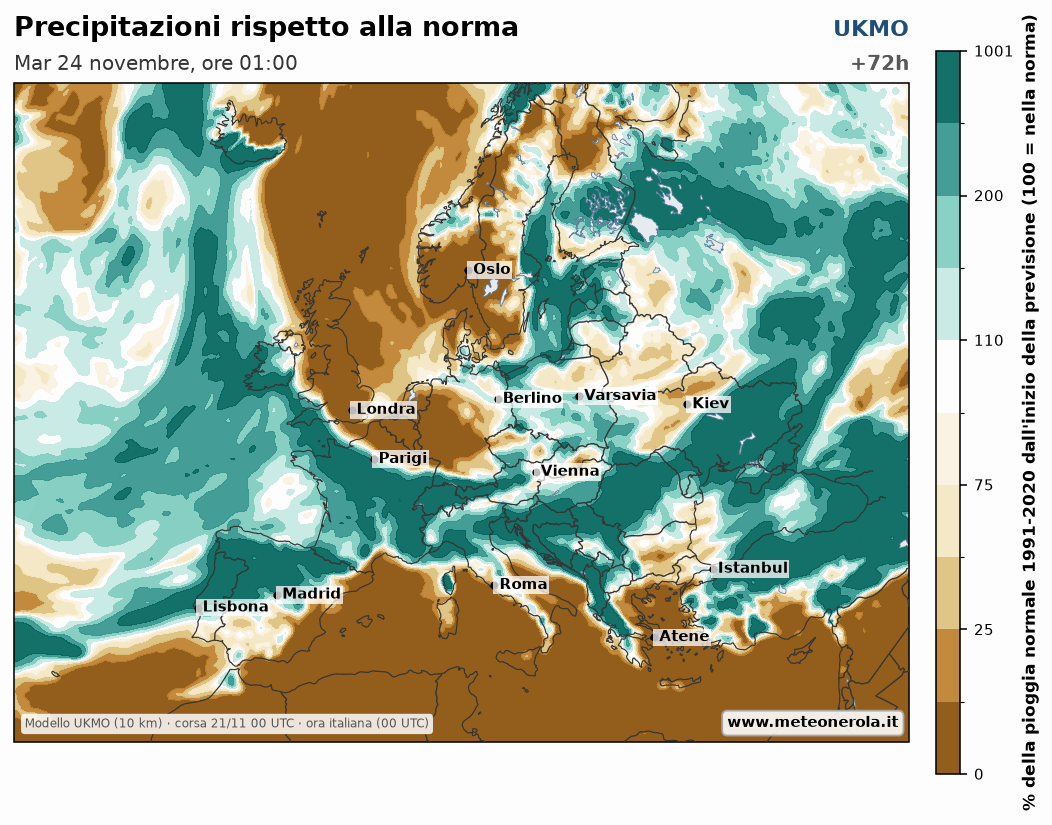 Precipitazioni rispetto alla norma
UKMO
Mar 24 novembre, ore 01:00
+72h
1001
200
110
75
25
0
% della pioggia normale 1991-2020 dall'inizio della previsione (100 = nella norma)
Oslo
Londra
Berlino
Varsavia
Kiev
Parigi
Vienna
Istanbul
Roma
Madrid
Lisbona
Atene
Modello UKMO (10 km) · corsa 21/11 00 UTC · ora italiana (00 UTC)
www.meteonerola.it